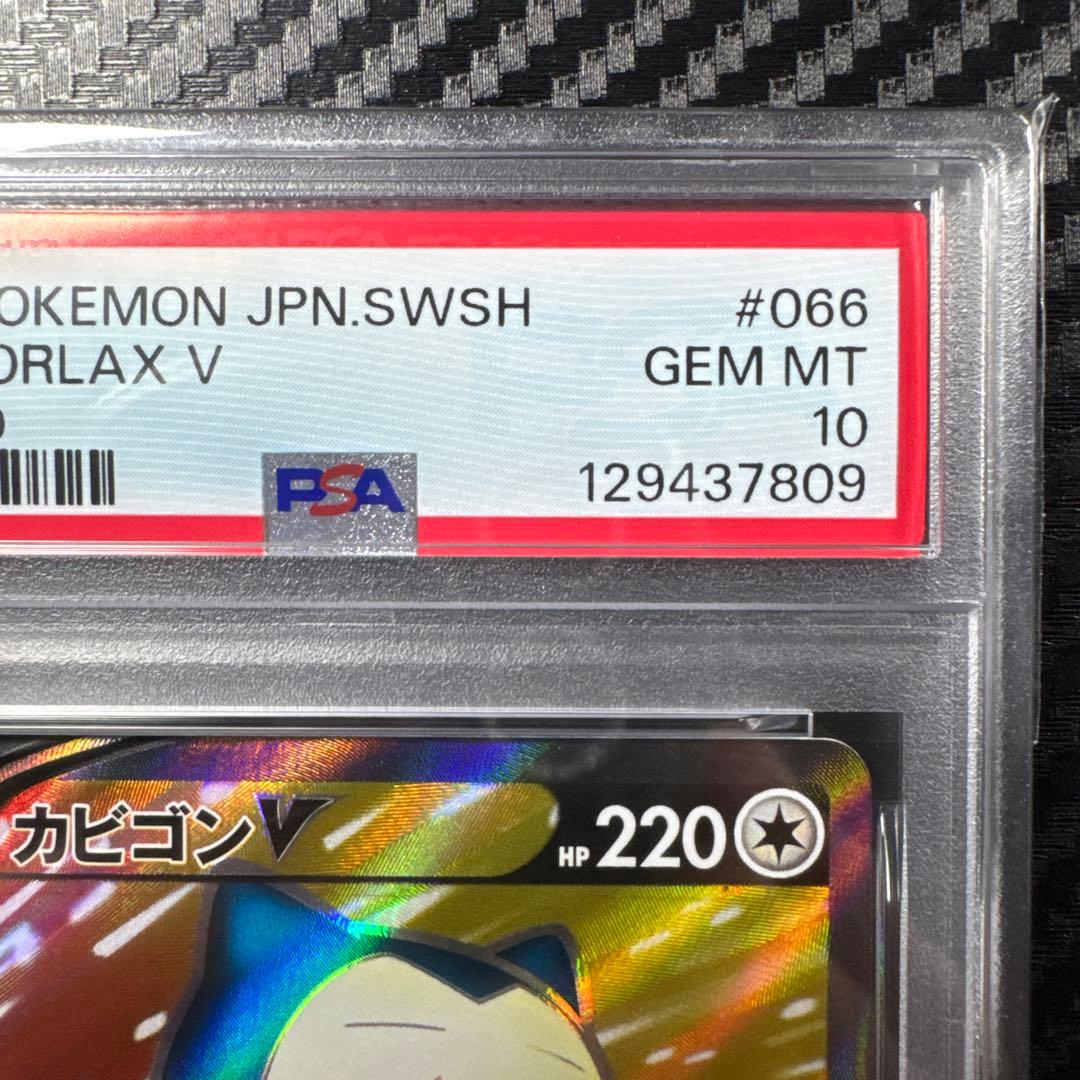 OKEMON JPN.SWSH #066
ORLAX V GEM MT
10
PSA 129437809
カビゴンV HP 220